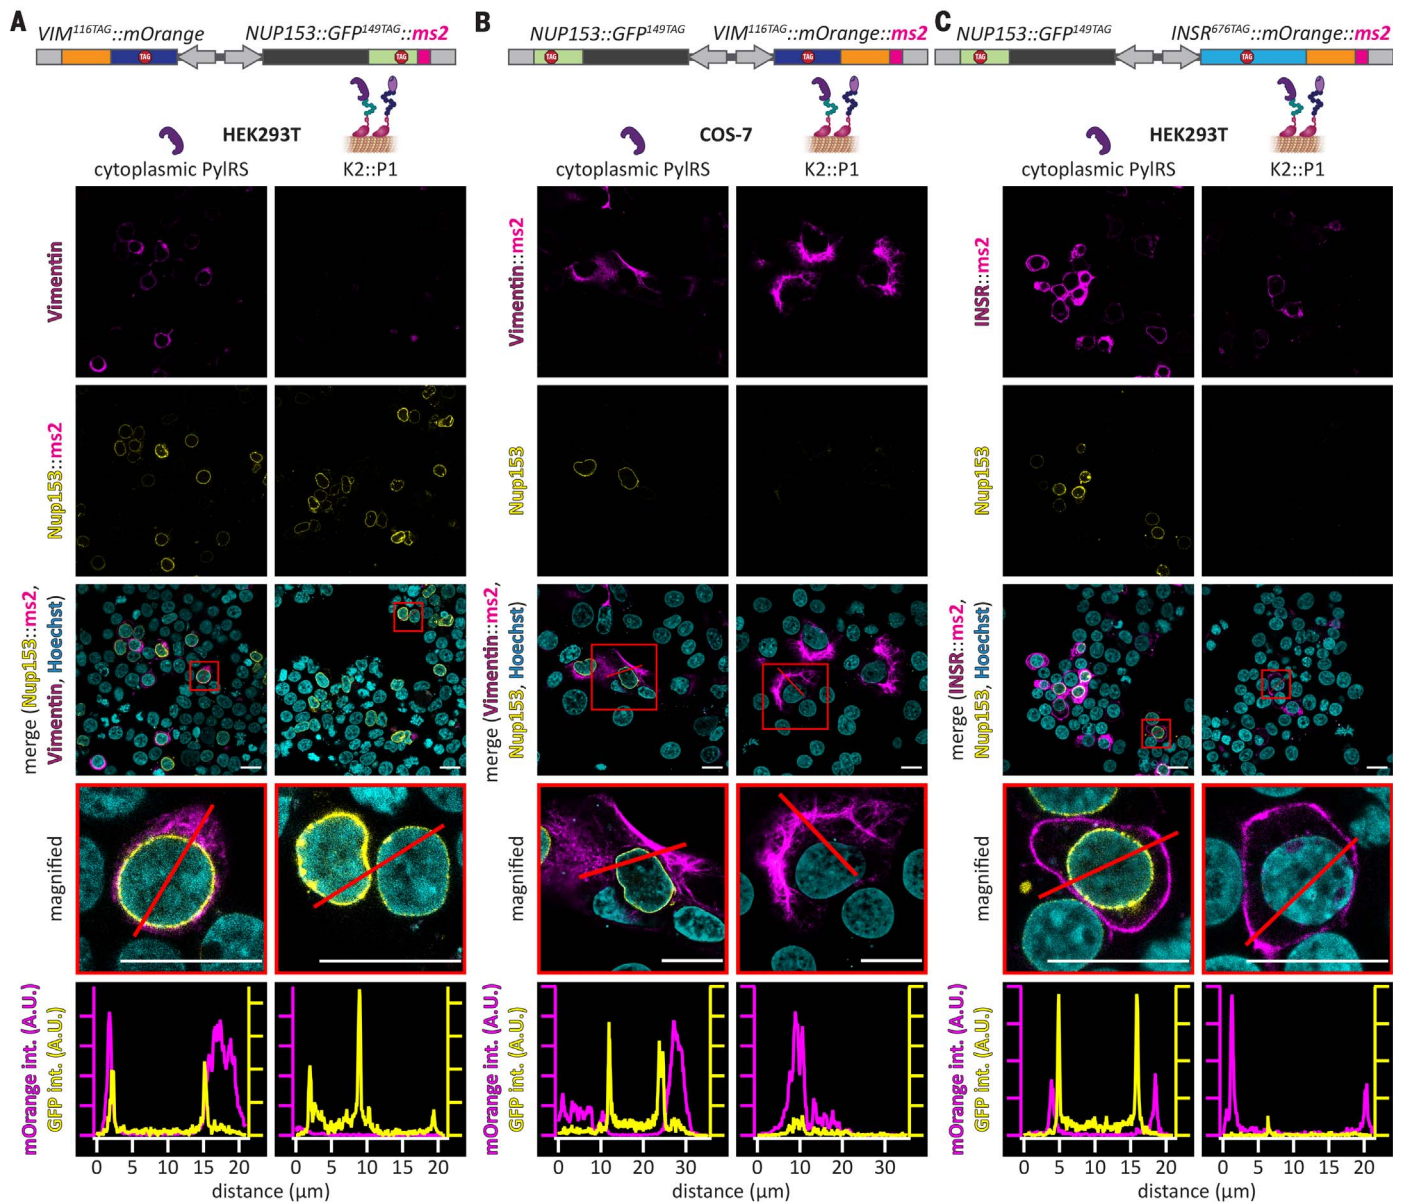 A
VIM116TAG::mOrange NUP153::GFP149TAG::ms2
TAG TAG
HEK293T
cytoplasmic PylRS K2::P1
Vimentin
Nup153::ms2
merge (Nup153::ms2,
Vimentin, Hoechst)
magnified
mOrange int. (A.U.)
GFP int. (A.U.)
0 5 10 15 20 0 5 10 15 20
distance (µm)
B
NUP153::GFP149TAG VIM116TAG::mOrange::ms2
TAG TAG
COS-7
cytoplasmic PylRS K2::P1
Vimentin::ms2
Nup153
merge (Vimentin::ms2,
Nup153, Hoechst)
magnified
mOrange int. (A.U.)
GFP int. (A.U.)
0 10 20 30 0 10 20 30
distance (µm)
C
NUP153::GFP149TAG INSR676TAG::mOrange::ms2
TAG TAG
HEK293T
cytoplasmic PylRS K2::P1
INSR::ms2
Nup153
merge (INSR::ms2,
Nup153, Hoechst)
magnified
mOrange int. (A.U.)
GFP int. (A.U.)
0 5 10 15 20 0 5 10 15 20
distance (µm)